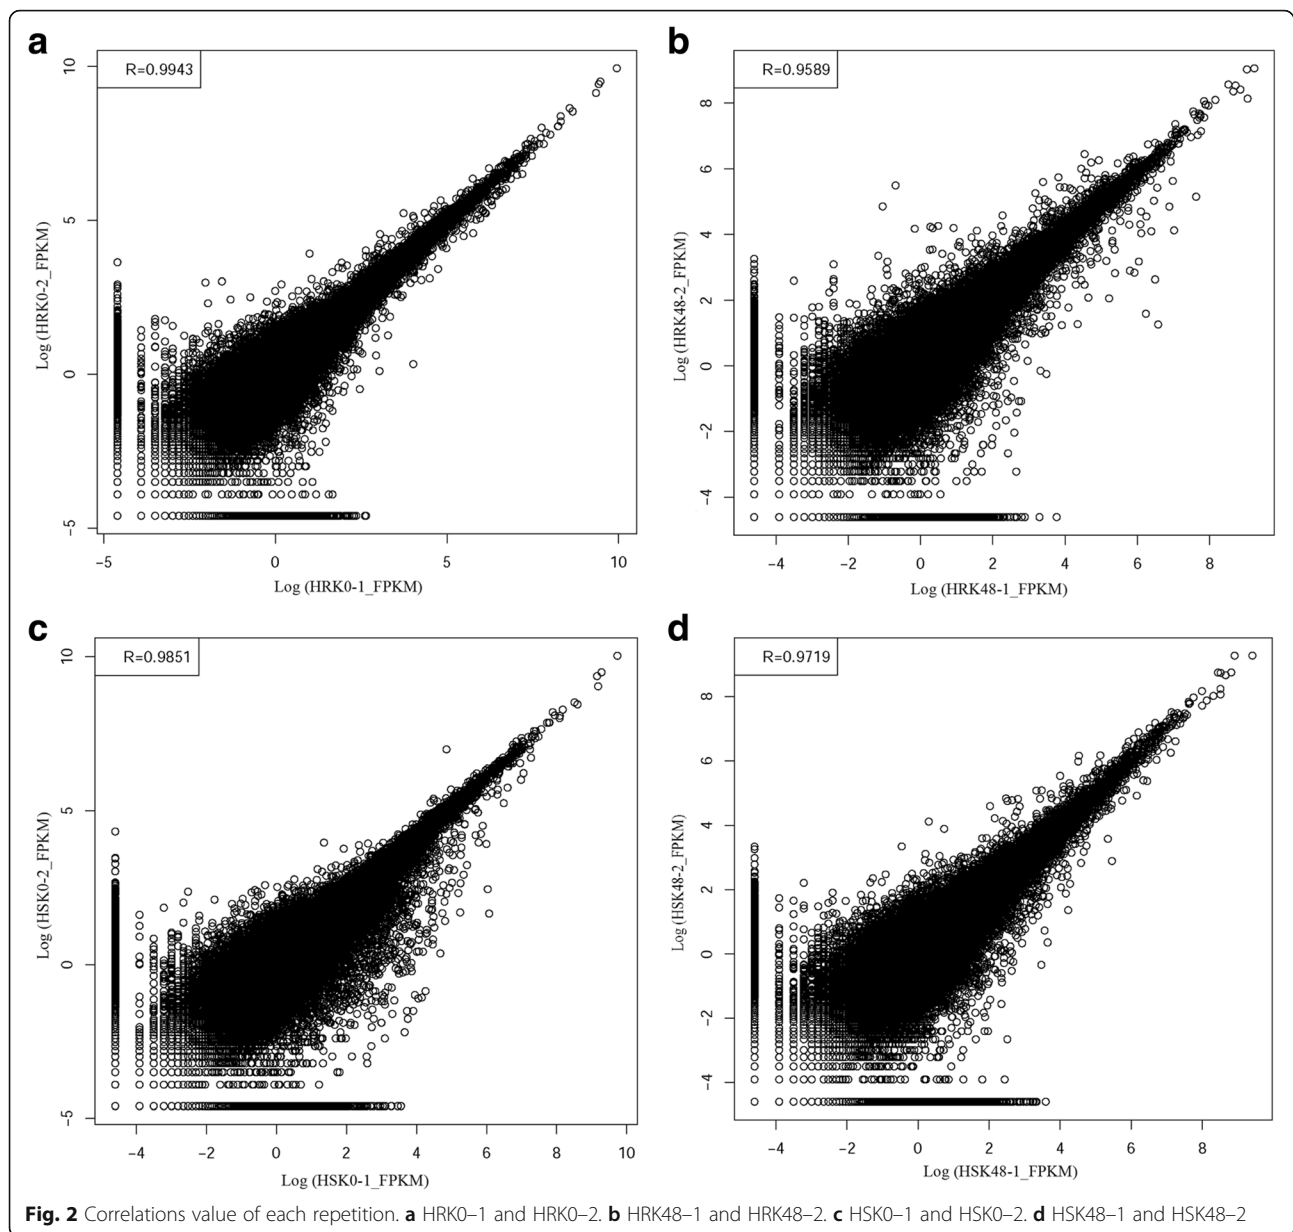 a
R=0.9943
10
5
0
−5
Log (HRK0-2_FPKM)
−5 0 5 10
Log (HRK0-1_FPKM)
b
R=0.9589
8
6
4
2
0
−2
−4
Log (HRK48-2_FPKM)
−4 −2 0 2 4 6 8
Log (HRK48-1_FPKM)
c
R=0.9851
10
5
0
−5
Log (HSK0-2_FPKM)
−4 −2 0 2 4 6 8 10
Log (HSK0-1_FPKM)
d
R=0.9719
8
6
4
2
0
−2
−4
Log (HSK48-2_FPKM)
−4 −2 0 2 4 6 8
Log (HSK48-1_FPKM)
Fig. 2 Correlations value of each repetition. a HRK0–1 and HRK0–2. b HRK48–1 and HRK48–2. c HSK0–1 and HSK0–2. d HSK48–1 and HSK48–2